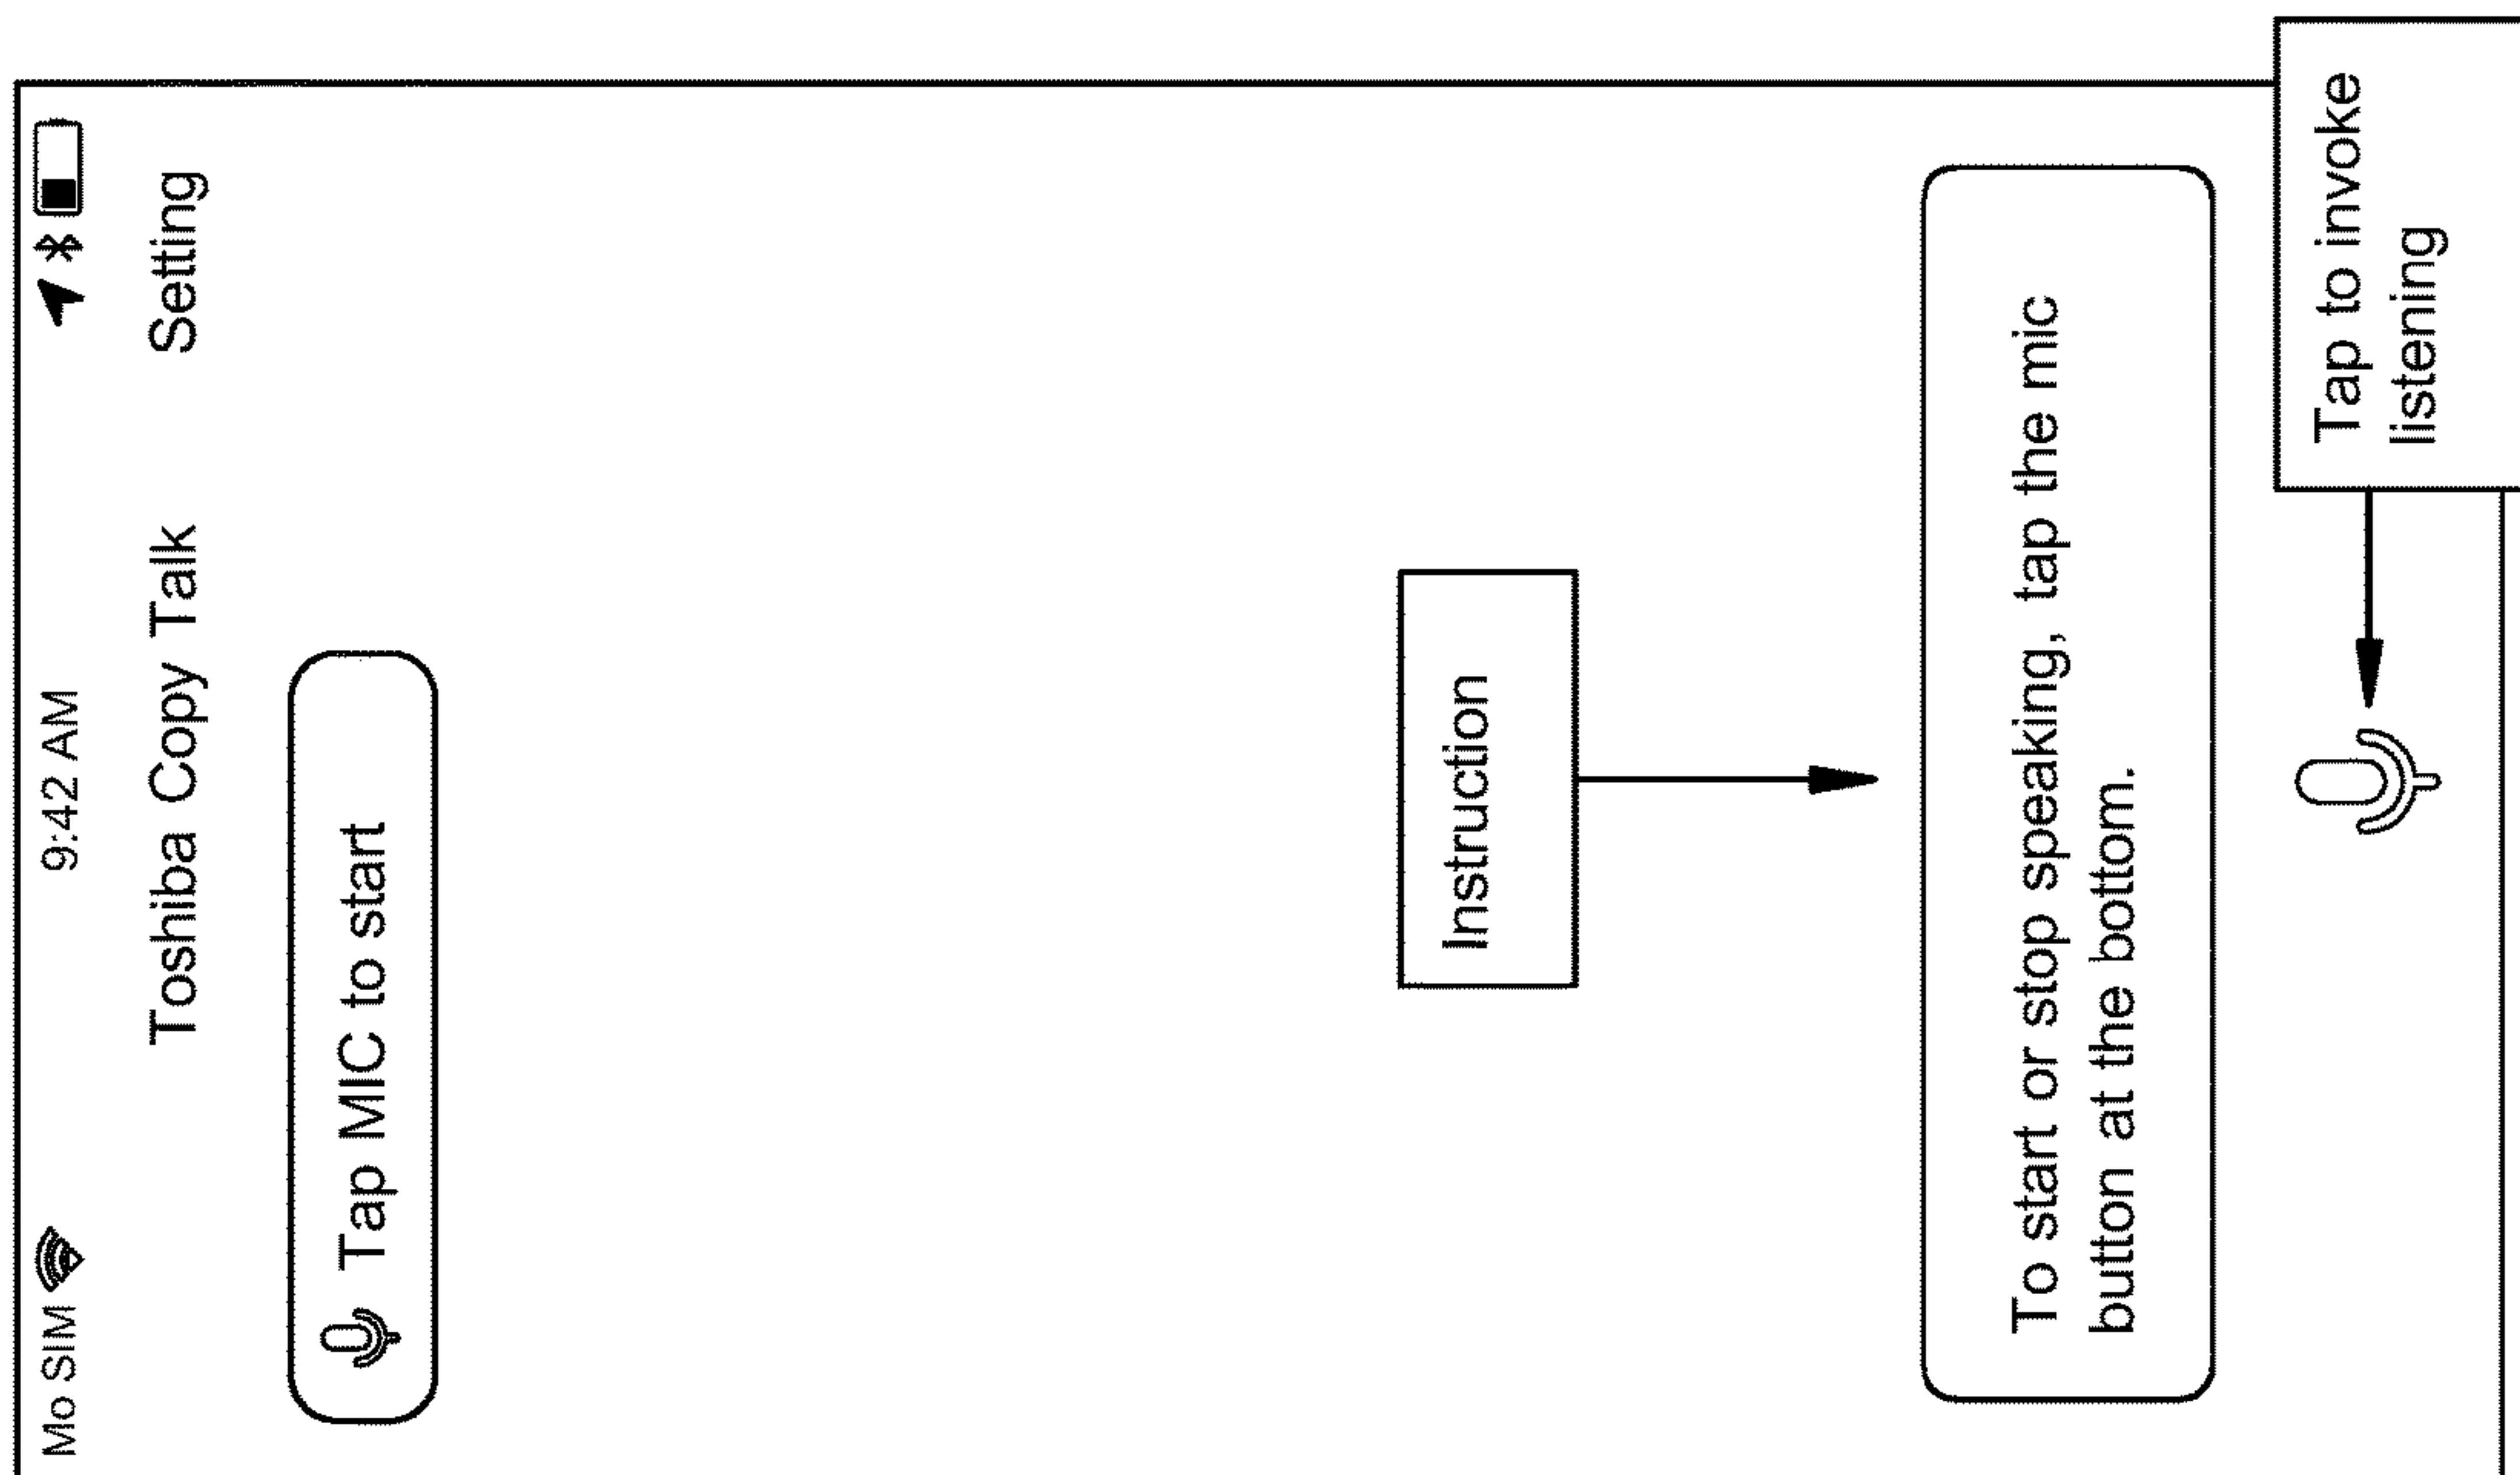 Mo SIM 9:42 AM
Toshiba Copy Talk Setting
Tap MIC to start
Instruction
To start or stop speaking, tap the mic
button at the bottom.
Tap to invoke
listening